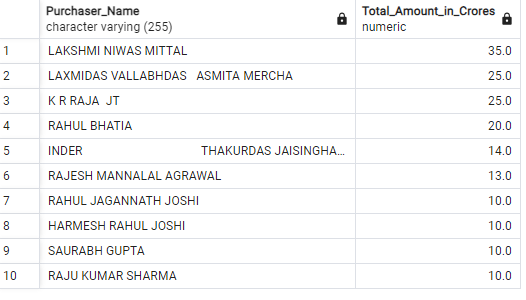 Purchaser_Name Total_Amount_in_Crores
character varying (255) numeric
1 LAKSHMI NIWAS MITTAL 35.0
2 LAXMIDAS VALLABHDAS ASMITA MERCHA 25.0
3 K R RAJA JT 25.0
4 RAHUL BHATIA 20.0
5 INDER THAKURDAS JAISINGHA... 14.0
6 RAJESH MANNALAL AGRAWAL 13.0
7 RAHUL JAGANNATH JOSHI 10.0
8 HARMESH RAHUL JOSHI 10.0
9 SAURABH GUPTA 10.0
10 RAJU KUMAR SHARMA 10.0